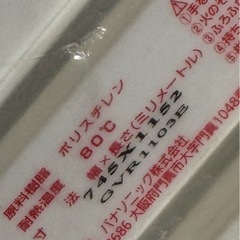 原料樹脂 ポリスチレン
耐熱温度 80℃
寸法 幅×長さ(ミリメートル)
745X1152
GVR1103E
パナソニック株式会社
大阪府門真市大字門真1048